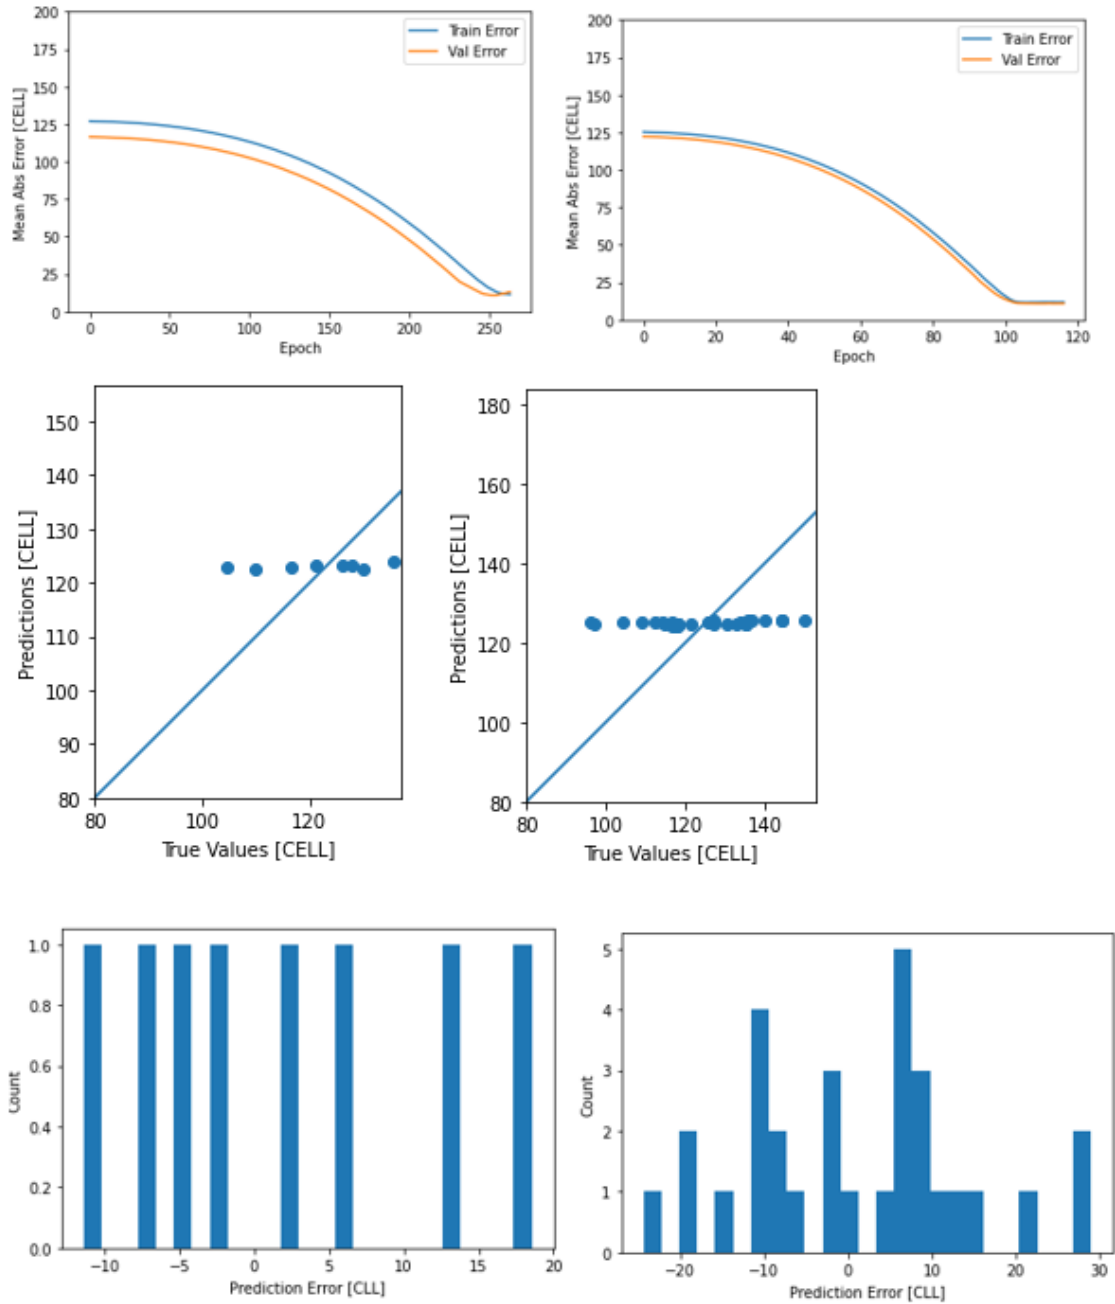 200
175
150
125
100
75
50
25
0
Mean Abs Error [CELL]
Train Error
Val Error
0 50 100 150 200 250
Epoch
200
175
150
125
100
75
50
25
0
Mean Abs Error [CELL]
Train Error
Val Error
0 20 40 60 80 100 120
Epoch
150
140
130
120
110
100
90
80
Predictions [CELL]
80 100 120
True Values [CELL]
180
160
140
120
100
80
Predictions [CELL]
80 100 120 140
True Values [CELL]
1.0
0.8
0.6
0.4
0.2
0.0
Count
−10 −5 0 5 10 15 20
Prediction Error [CLL]
5
4
3
2
1
0
Count
−20 −10 0 10 20 30
Prediction Error [CLL]